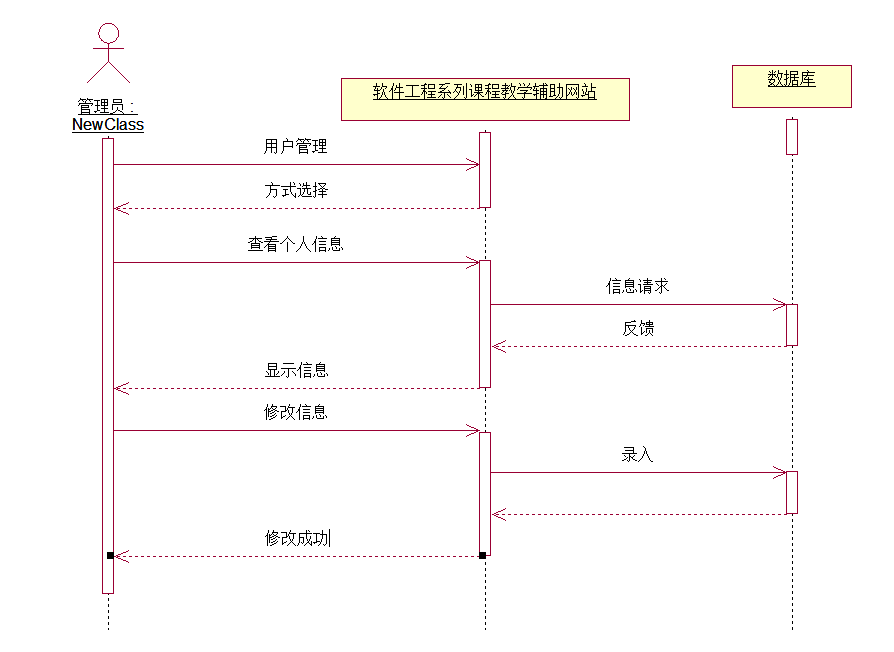 管理员：
NewClass
软件工程系列课程教学辅助网站
数据库
用户管理
方式选择
查看个人信息
信息请求
反馈
显示信息
修改信息
录入
修改成功